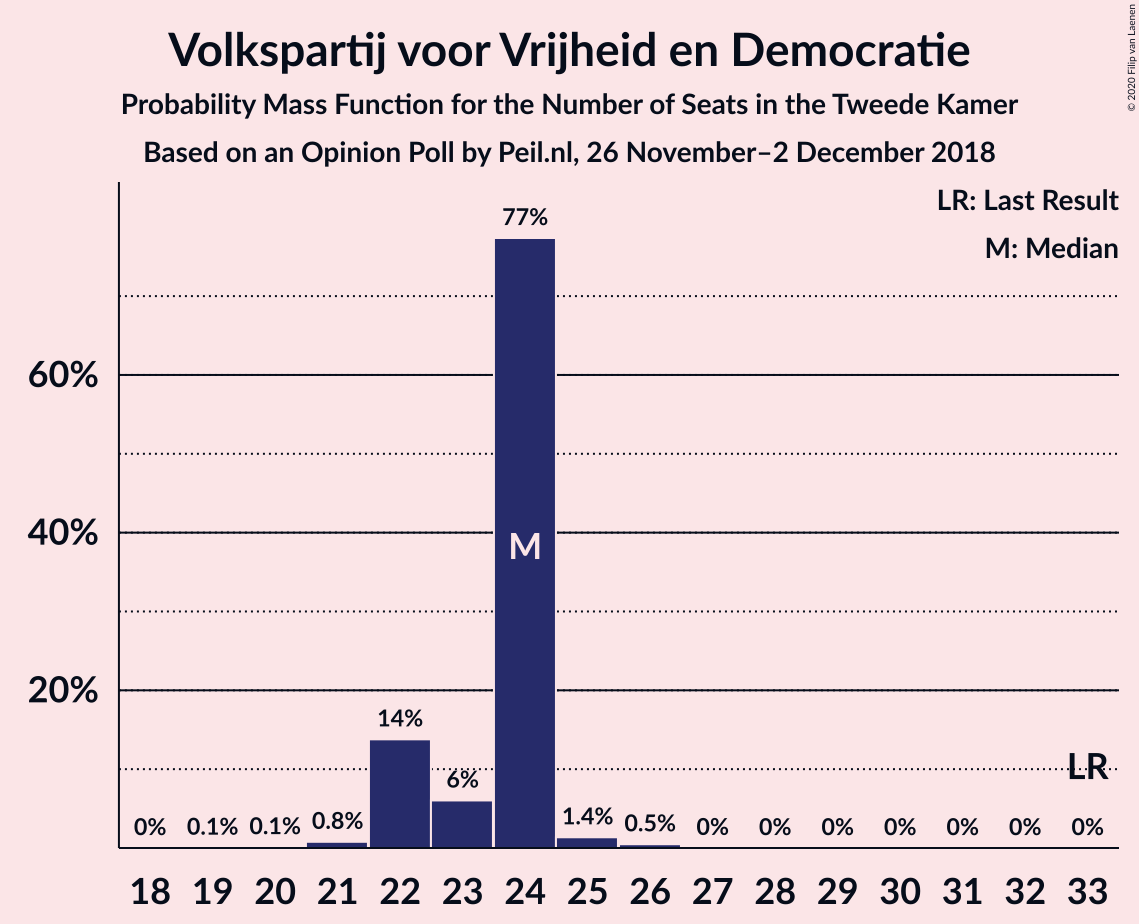 Volkspartij voor Vrijheid en Democratie
Probability Mass Function for the Number of Seats in the Tweede Kamer
Based on an Opinion Poll by Peil.nl, 26 November–2 December 2018
© 2020 Filip van Laenen
LR: Last Result
M: Median
60%
40%
20%
0% 0.1% 0.1% 0.8% 14% 6% 77% 1.4% 0.5% 0% 0% 0% 0% 0% 0% 0%
M
LR
18 19 20 21 22 23 24 25 26 27 28 29 30 31 32 33